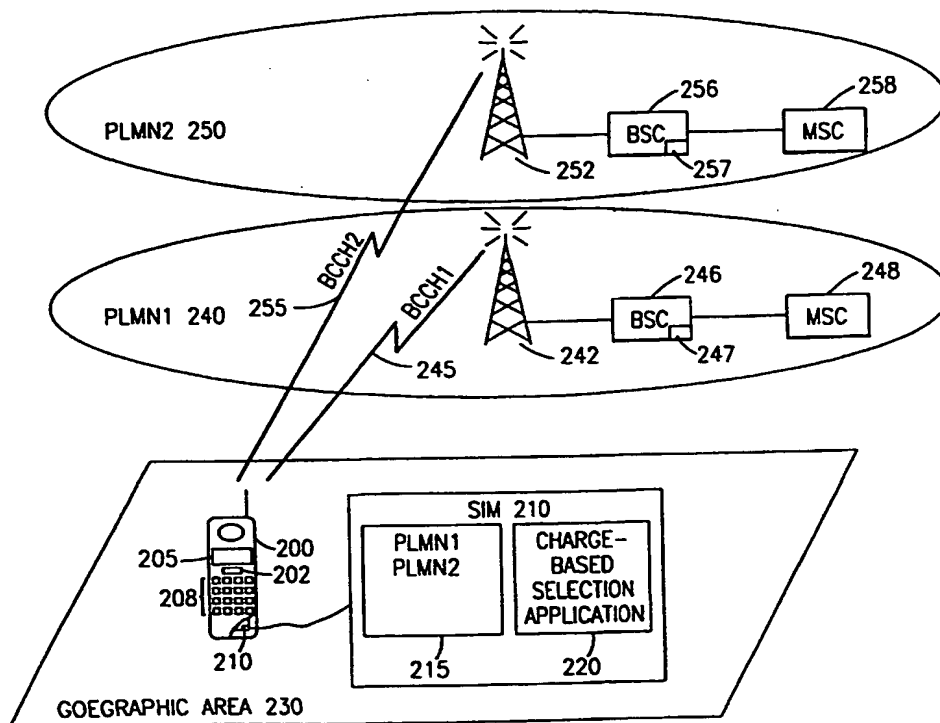 256
258
PLMN2 250
BSC
MSC
252
257
BCCH2
255
BCCH1
246
248
PLMN1 240
BSC
MSC
242
247
245
SIM 210
200
PLMN1
PLMN2
CHARGE-
BASED
SELECTION
APPLICATION
205
202
208
210
215
220
GOEGRAPHIC AREA 230